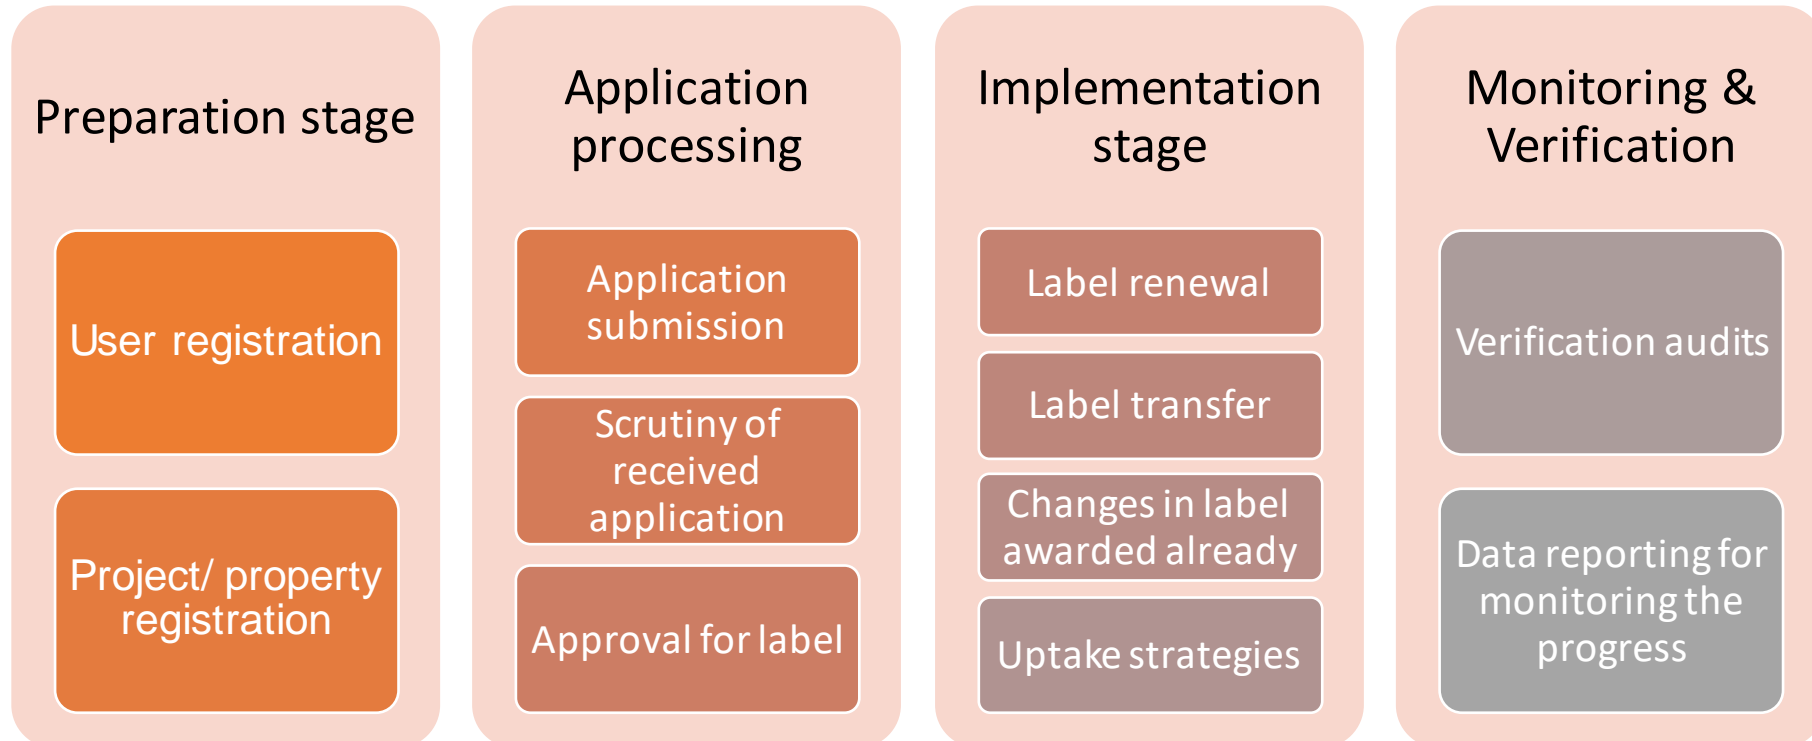 Preparation stage
User registration
Project/ property
registration
Application
processing
Application
submission
Scrutiny of
received
application
Approval for label
Implementation
stage
Label renewal
Label transfer
Changes in label
awarded already
Uptake strategies
Monitoring &
Verification
Verification audits
Data reporting for
monitoring the
progress